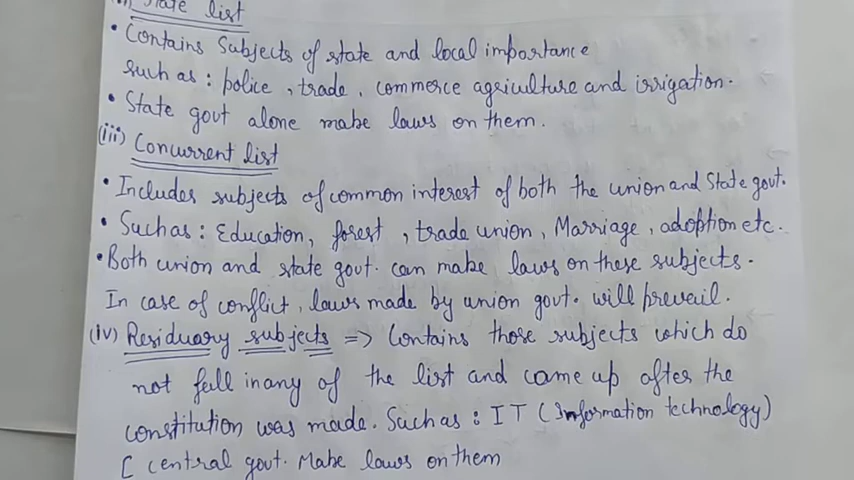 State list
• Contains Subjects of state and local importance
such as : police , trade , commerce agriculture and irrigation.
• State govt alone make laws on them.
(iii) Concurrent list
• Includes subjects of common interest of both the union and State govt.
• Such as : Education, forest , trade union , Marriage , adoption etc.
• Both union and state govt. can make laws on these subjects.
In case of conflict, laws made by union govt. will prevail.
(iv) Residuary subjects => Contains those subjects which do
not fall in any of the list and came up after the
constitution was made. Such as : IT (Information technology)
[ central govt. Make laws on them